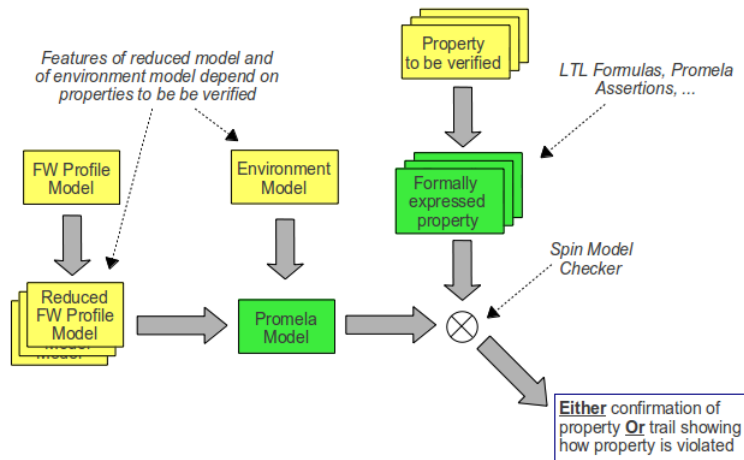 Features of reduced model and
of environment model depend on
properties to be be verified
Property
to be verified
LTL Formulas, Promela
Assertions, ...
FW Profile
Model
Environment
Model
Formally
expressed
property
Spin Model
Checker
Reduced
FW Profile
Model
Model
Promela
Model
Either confirmation of
property Or trail showing
how property is violated